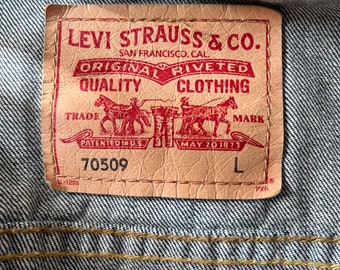 LEVI STRAUSS & CO.
SAN FRANCISCO, CAL.
ORIGINAL RIVETED
QUALITY CLOTHING
TRADE MARK
PATENTED IN U.S. MAY 20 1873
70509 L